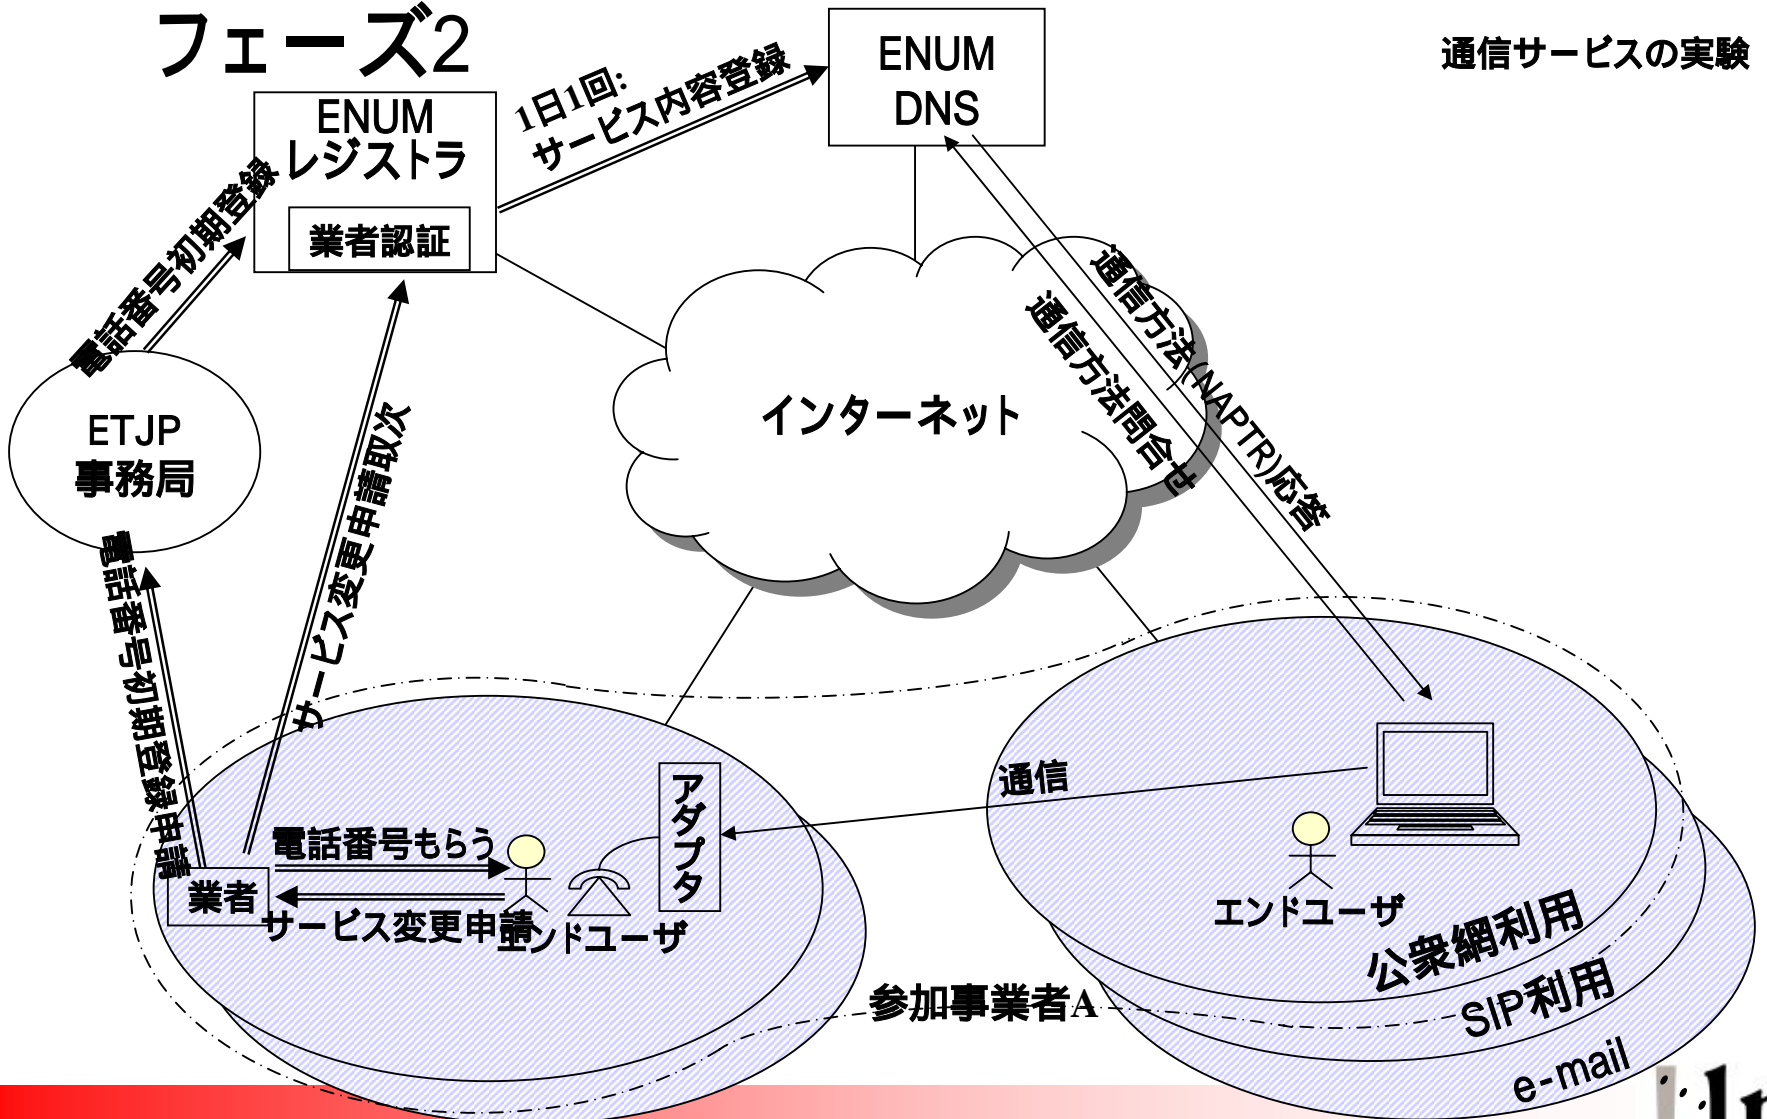 フェーズ2
通信サービスの実験
ENUM
DNS
1日1回:
サービス内容登録
ENUM
レジストラ
業者認証
電話番号初期登録
通信方法(NAPTR)応答
通信方法問合せ
インターネット
ETJP
事務局
サービス変更申請取次
電話番号初期登録申請
アダプタ
通信
電話番号もらう
業者
サービス変更申請
エンドユーザ
エンドユーザ
公衆網利用
SIP利用
e-mail
参加事業者A